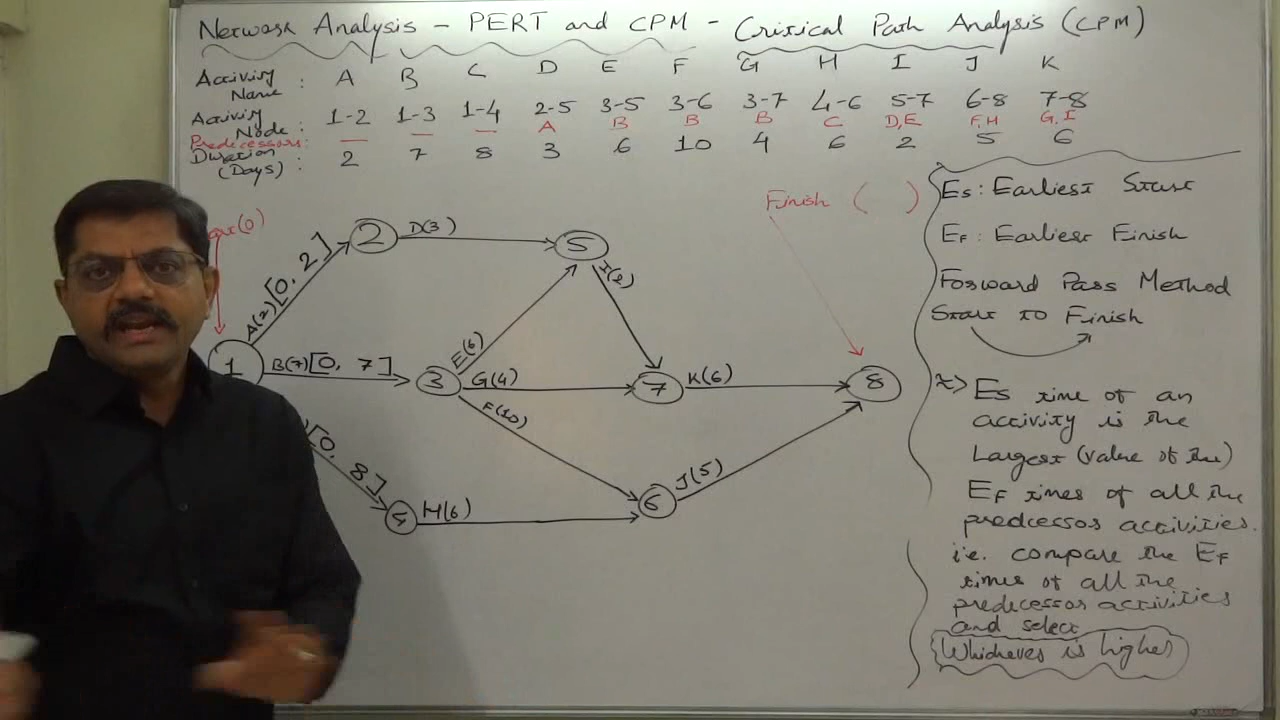 Network Analysis - PERT and CPM - Critical Path Analysis (CPM)
Activity Name : A B C D E F G H I J K
Activity Node : 1-2 1-3 1-4 2-5 3-5 3-6 3-7 4-6 5-7 6-8 7-8
Predecessors: — — — A B B B C D,E F,H G,I
Duration (Days) : 2 7 8 3 6 10 4 6 2 5 6
Es : Earliest Start
EF : Earliest Finish
Forward Pass Method
Start to Finish
Es time of an
activity is the
Largest (value of the)
EF times of all the
predcessor activities.
i.e. compare the EF
times of all the
predecessor activities
and select
Whichever is higher
Finish ( )
(0)
1
A(2)[0, 2]
2
D(3)
5
I(2)
B(7)[0, 7]
3
E(6)
G(4)
F(10)
7
K(6)
8
[0, 8]
4
H(6)
6
J(5)